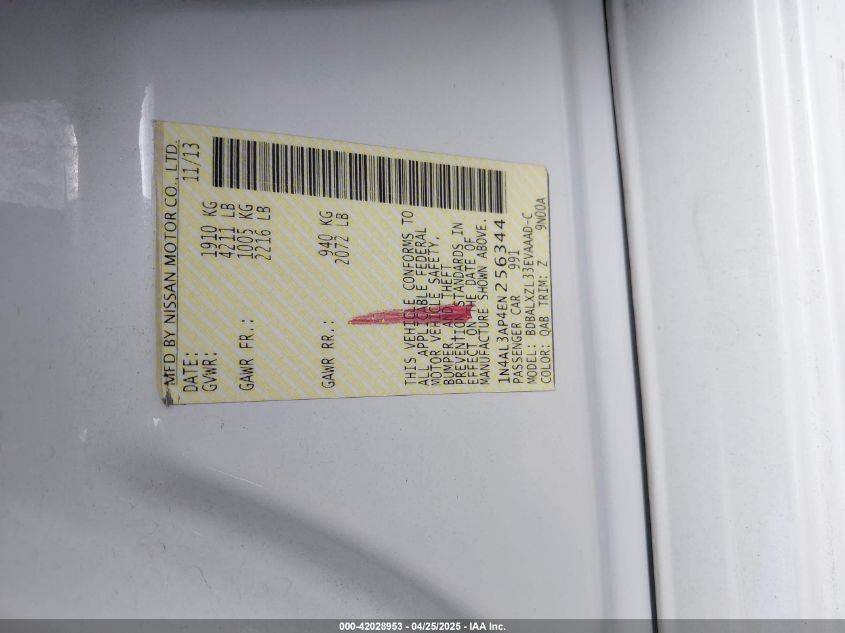 MFD BY NISSAN MOTOR CO., LTD.
DATE: 11/13
GVWR: 1910 KG
4211 LB
GAWR FR.: 1005 KG
2216 LB
GAWR RR.: 940 KG
2072 LB
THIS VEHICLE CONFORMS TO
ALL APPLICABLE FEDERAL
MOTOR VEHICLE SAFETY,
BUMPER, AND THEFT
PREVENTION STANDARDS IN
EFFECT ON THE DATE OF
MANUFACTURE SHOWN ABOVE.
1N4AL3AP4EN256344
PASSENGER CAR 991
MODEL: BDBALXZL33EVAAAD-C
COLOR: QAB TRIM: Z 9N00A
000-42028953 - 04/25/2025 - IAA Inc.